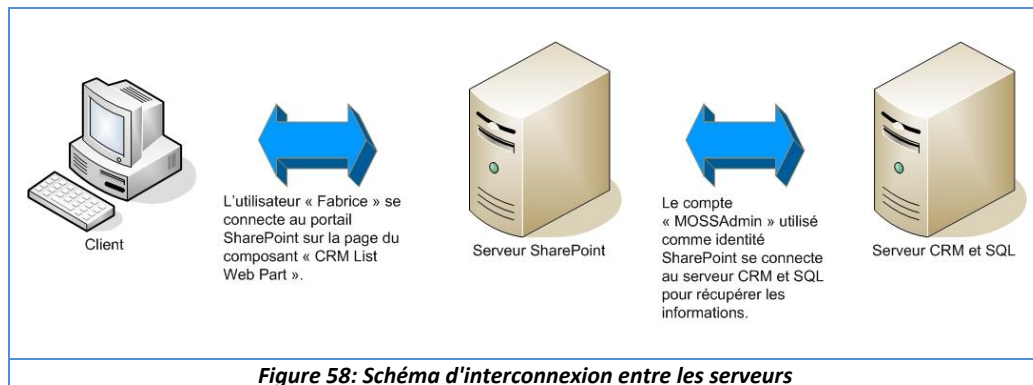 Client
L'utilisateur « Fabrice » se
connecte au portail
SharePoint sur la page du
composant « CRM List
Web Part ».
Serveur SharePoint
Le compte
« MOSSAdmin » utilisé
comme identité
SharePoint se connecte
au serveur CRM et SQL
pour récupérer les
informations.
Serveur CRM et SQL
Figure 58: Schéma d'interconnexion entre les serveurs